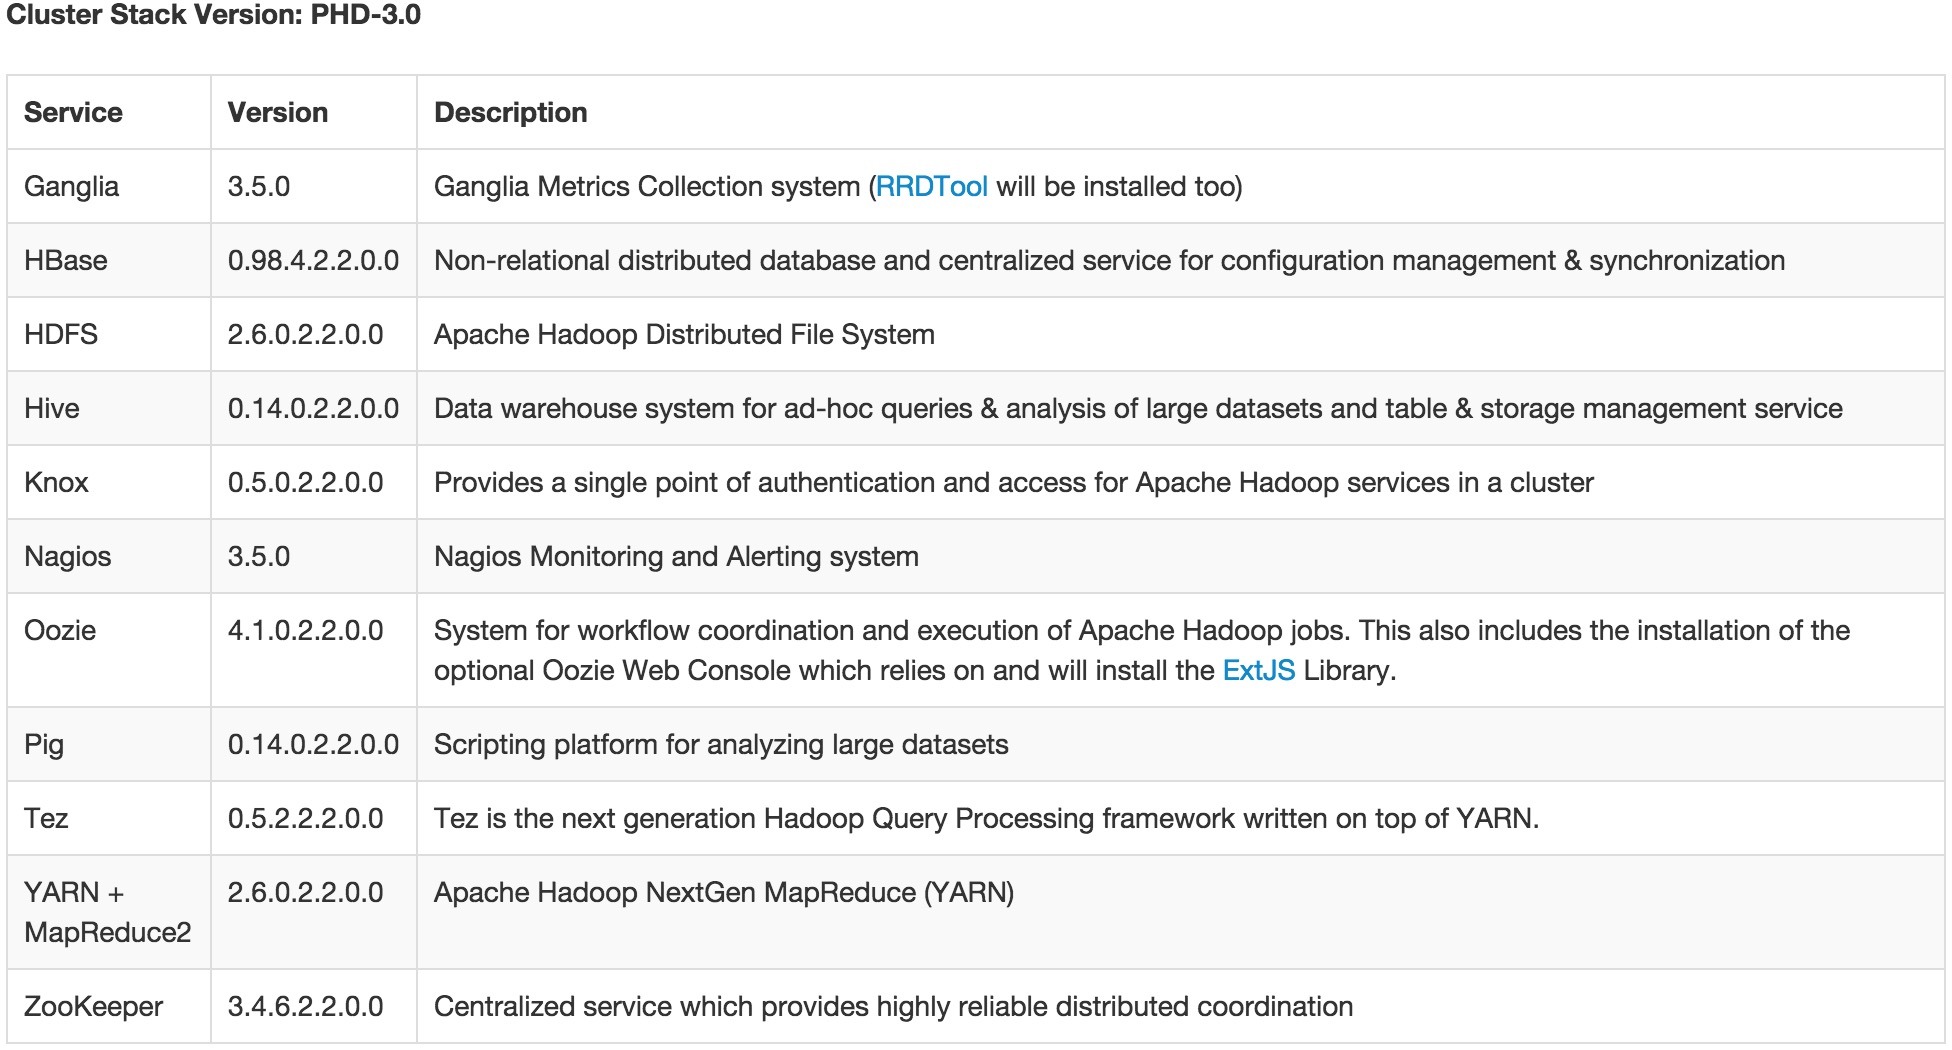 Cluster Stack Version: PHD-3.0
Service Version Description
Ganglia 3.5.0 Ganglia Metrics Collection system (RRDTool will be installed too)
HBase 0.98.4.2.2.0.0 Non-relational distributed database and centralized service for configuration management & synchronization
HDFS 2.6.0.2.2.0.0 Apache Hadoop Distributed File System
Hive 0.14.0.2.2.0.0 Data warehouse system for ad-hoc queries & analysis of large datasets and table & storage management service
Knox 0.5.0.2.2.0.0 Provides a single point of authentication and access for Apache Hadoop services in a cluster
Nagios 3.5.0 Nagios Monitoring and Alerting system
Oozie 4.1.0.2.2.0.0 System for workflow coordination and execution of Apache Hadoop jobs. This also includes the installation of the
optional Oozie Web Console which relies on and will install the ExtJS Library.
Pig 0.14.0.2.2.0.0 Scripting platform for analyzing large datasets
Tez 0.5.2.2.2.0.0 Tez is the next generation Hadoop Query Processing framework written on top of YARN.
YARN + 2.6.0.2.2.0.0 Apache Hadoop NextGen MapReduce (YARN)
MapReduce2
ZooKeeper 3.4.6.2.2.0.0 Centralized service which provides highly reliable distributed coordination